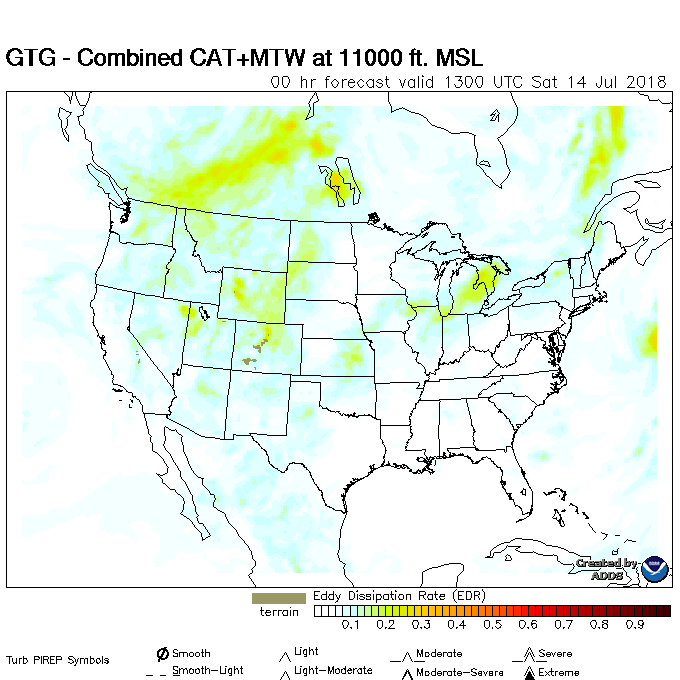 GTG - Combined CAT+MTW at 11000 ft. MSL
00 hr forecast valid 1300 UTC Sat 14 Jul 2018
Created by
ADDS
Eddy Dissipation Rate (EDR)
terrain
0.1 0.2 0.3 0.4 0.5 0.6 0.7 0.8 0.9
Turb PIREP Symbols
Smooth Light Moderate Severe
Smooth-Light Light-Moderate Moderate-Severe Extreme